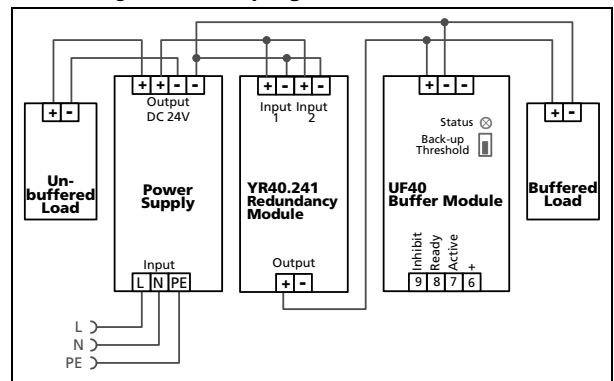 + -
+ + - -
+ - + -
+ - -
+ -
Output
DC 24V
Input Input
1 2
Status
Back-up
Threshold
Un-
buffered
Load
Power
Supply
YR40.241
Redundancy
Module
UF40
Buffer Module
Buffered
Load
Input
L N PE
Output
+ -
Inhibit
Ready
Active
+
9 8 7 6
L
N
PE